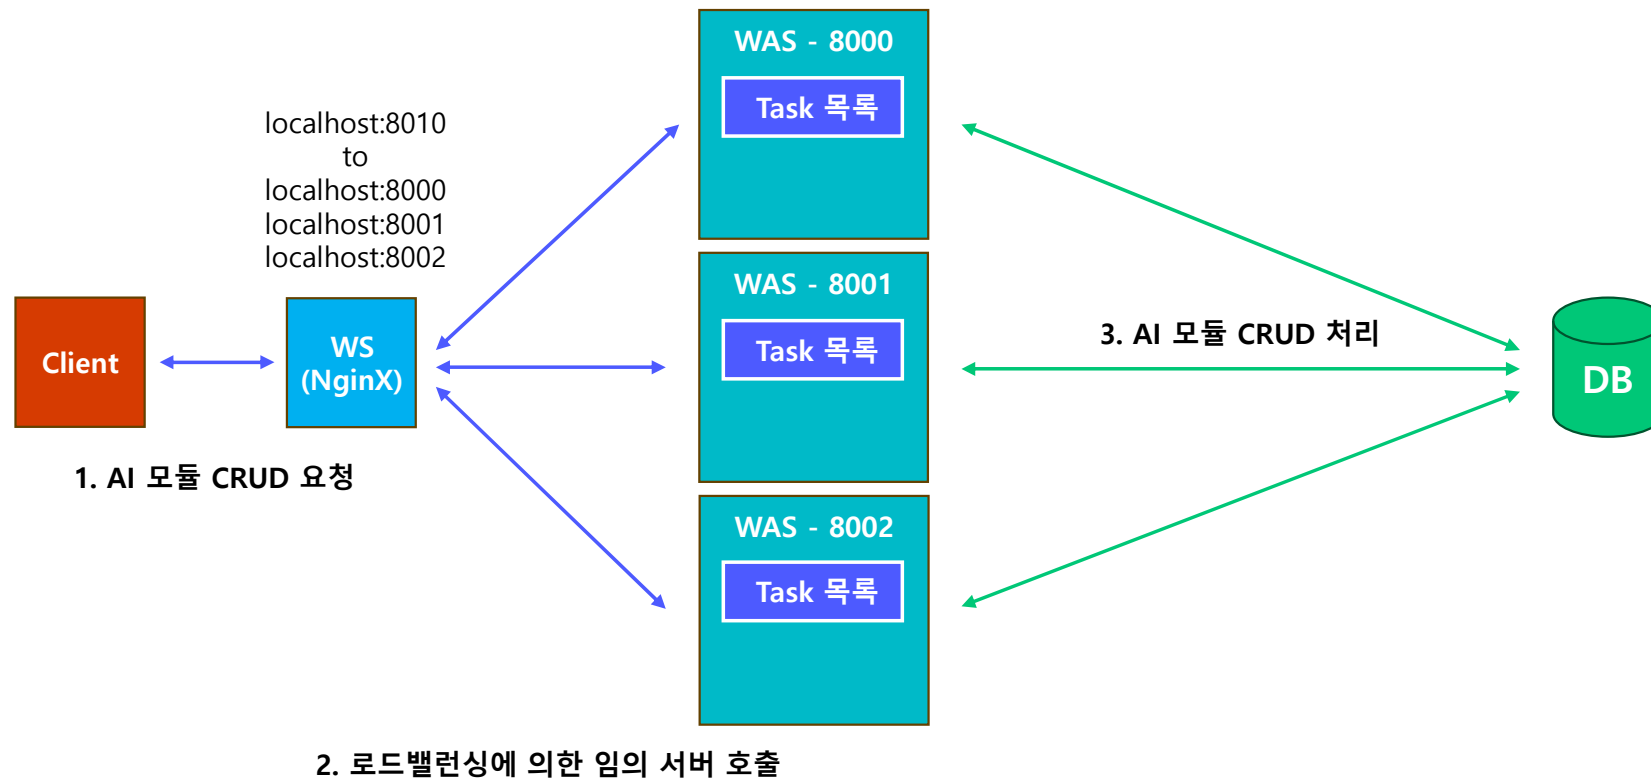 localhost:8010
to
localhost:8000
localhost:8001
localhost:8002
Client
WS
(NginX)
1. AI 모듈 CRUD 요청
WAS - 8000
Task 목록
WAS - 8001
Task 목록
WAS - 8002
Task 목록
2. 로드밸런싱에 의한 임의 서버 호출
3. AI 모듈 CRUD 처리
DB